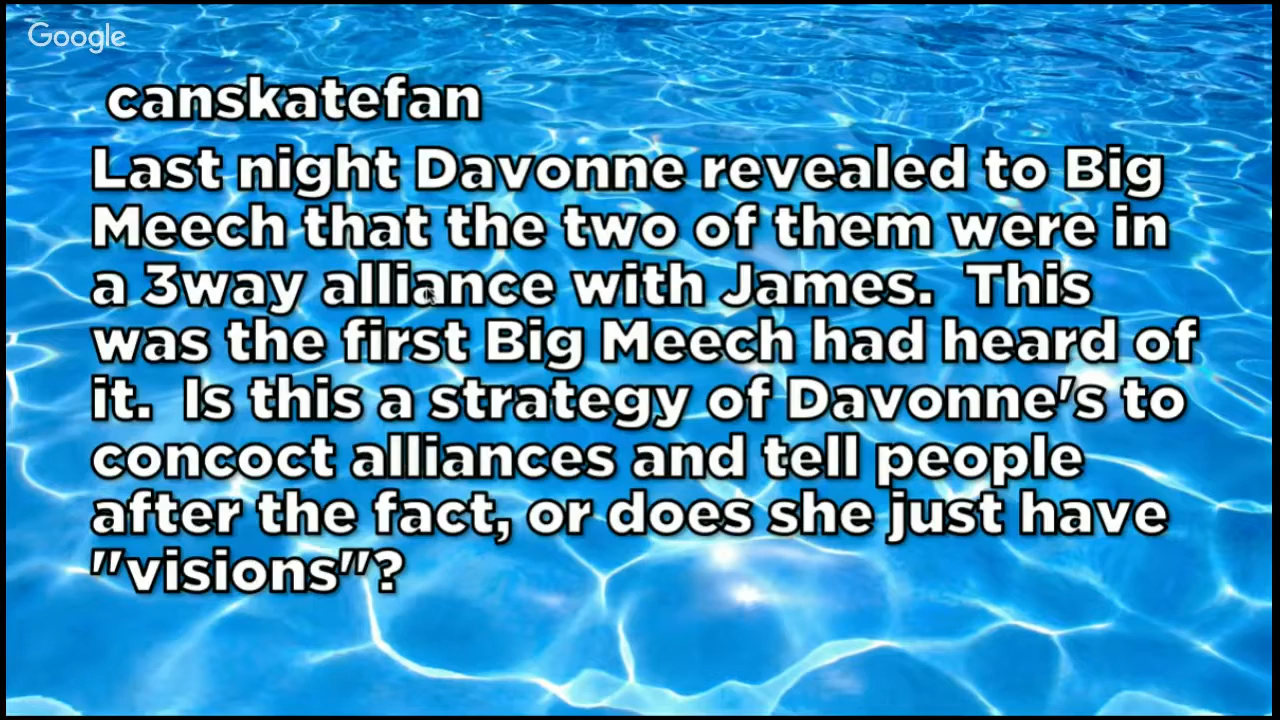 Google
canskatefan
Last night Davonne revealed to Big
Meech that the two of them were in
a 3way alliance with James.  This
was the first Big Meech had heard of
it.  Is this a strategy of Davonne's to
concoct alliances and tell people
after the fact, or does she just have
"visions"?